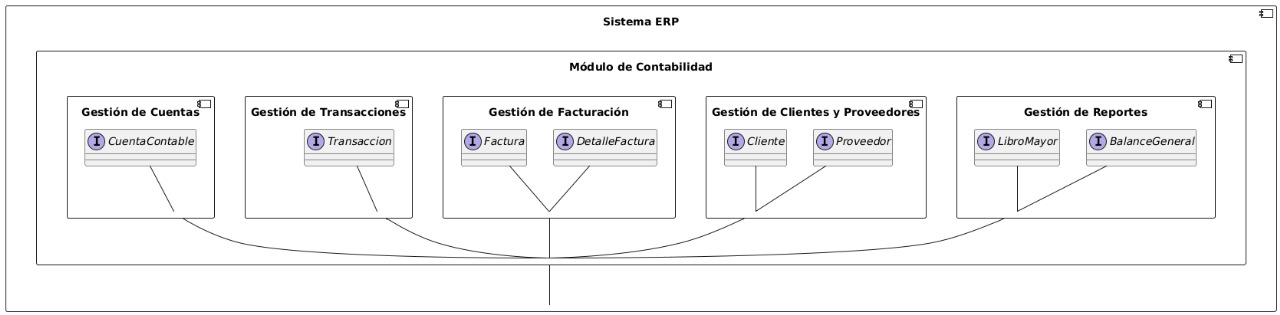 Sistema ERP
Módulo de Contabilidad
Gestión de Cuentas
I CuentaContable
Gestión de Transacciones
I Transaccion
Gestión de Facturación
I Factura
I DetalleFactura
Gestión de Clientes y Proveedores
I Cliente
I Proveedor
Gestión de Reportes
I LibroMayor
I BalanceGeneral